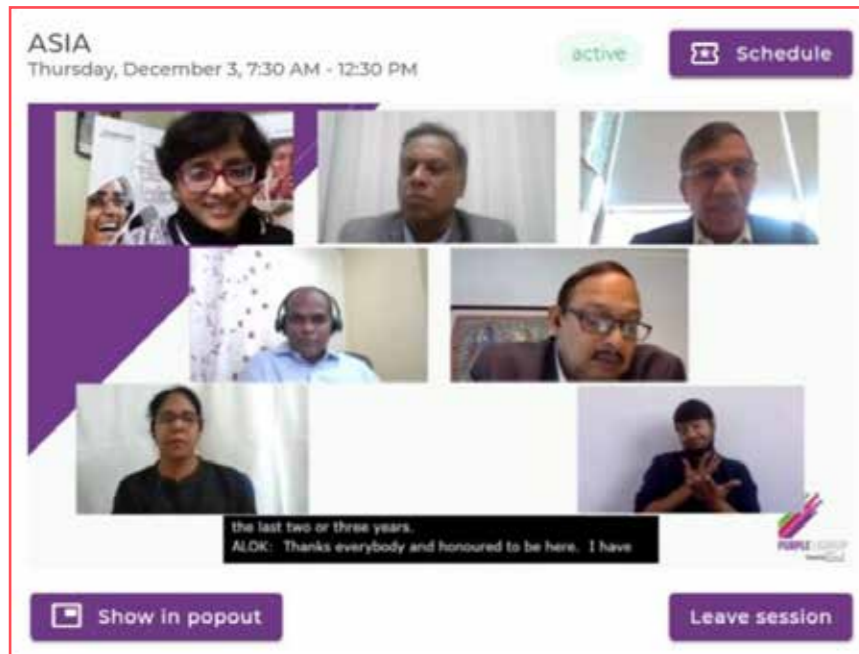 ASIA
Thursday, December 3, 7:30 AM - 12:30 PM
active
Schedule
the last two or three years.
ALOK: Thanks everybody and honoured to be here. I have
PURPLE
Show in popout
Leave session